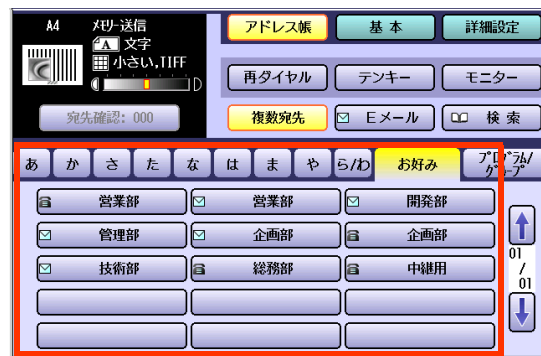 A4 ﾒﾓﾘｰ送信
A 文字
小さい,TIFF
D
宛先確認: 000
アドレス帳 基本 詳細設定
再ダイヤル テンキー モニター
複数宛先 Eメール 検索
あ か さ た な は ま や ら/わ お好み ﾌﾟﾛｸﾞﾗﾑ/
ｸﾞﾙｰﾌﾟ
営業部 営業部 開発部
管理部 企画部 企画部
技術部 総務部 中継用
01
/
01